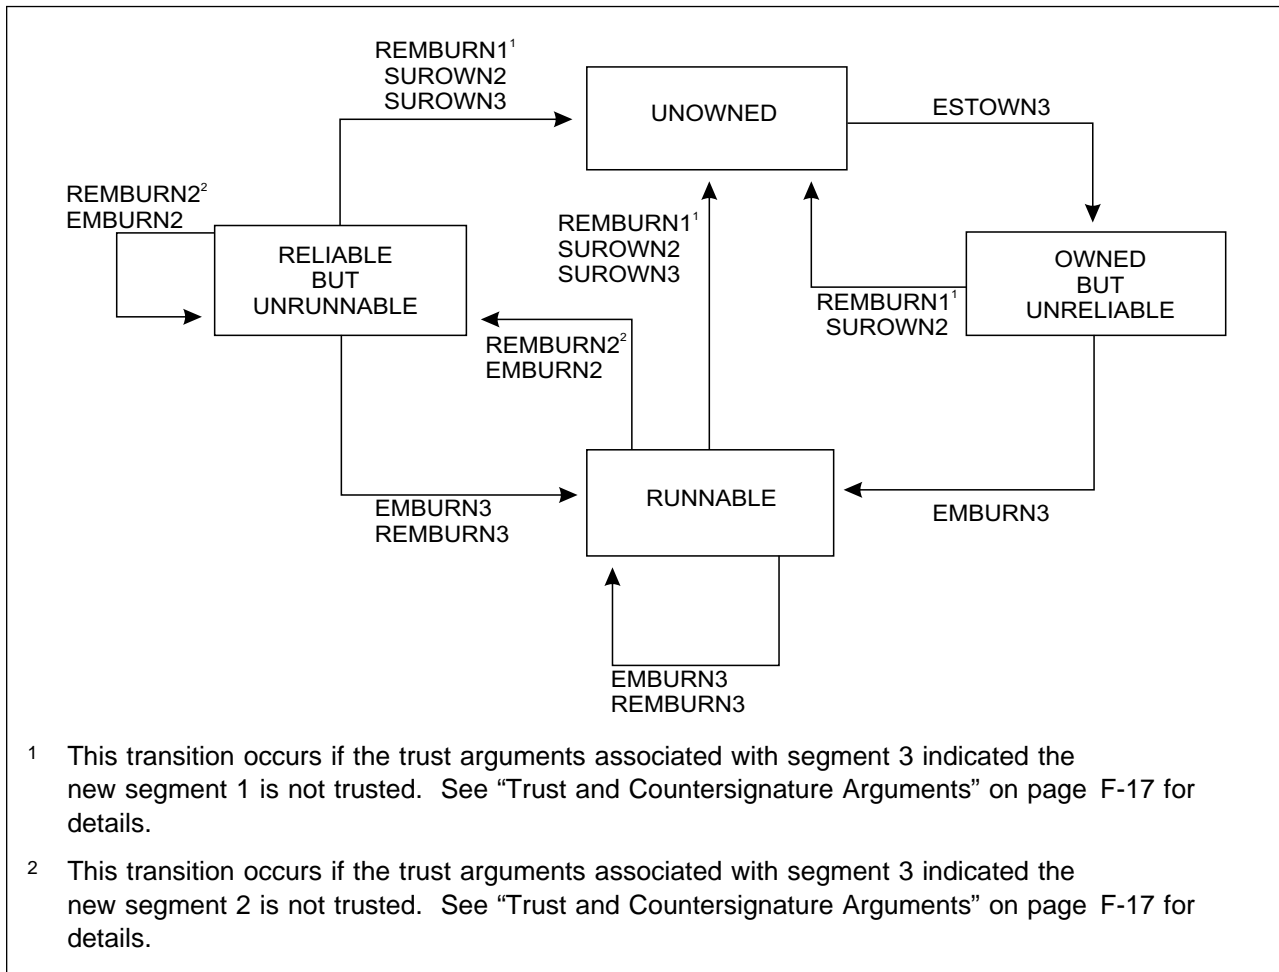 REMBURN1¹
SUROWN2
SUROWN3
UNOWNED
ESTOWN3
REMBURN2²
EMBURN2
RELIABLE
BUT
UNRUNNABLE
REMBURN1¹
SUROWN2
SUROWN3
OWNED
BUT
UNRELIABLE
REMBURN1¹
SUROWN2
REMBURN2²
EMBURN2
EMBURN3
REMBURN3
RUNNABLE
EMBURN3
EMBURN3
REMBURN3
1 This transition occurs if the trust arguments associated with segment 3 indicated the
new segment 1 is not trusted. See “Trust and Countersignature Arguments” on page F-17 for
details.
2 This transition occurs if the trust arguments associated with segment 3 indicated the
new segment 2 is not trusted. See “Trust and Countersignature Arguments” on page F-17 for
details.